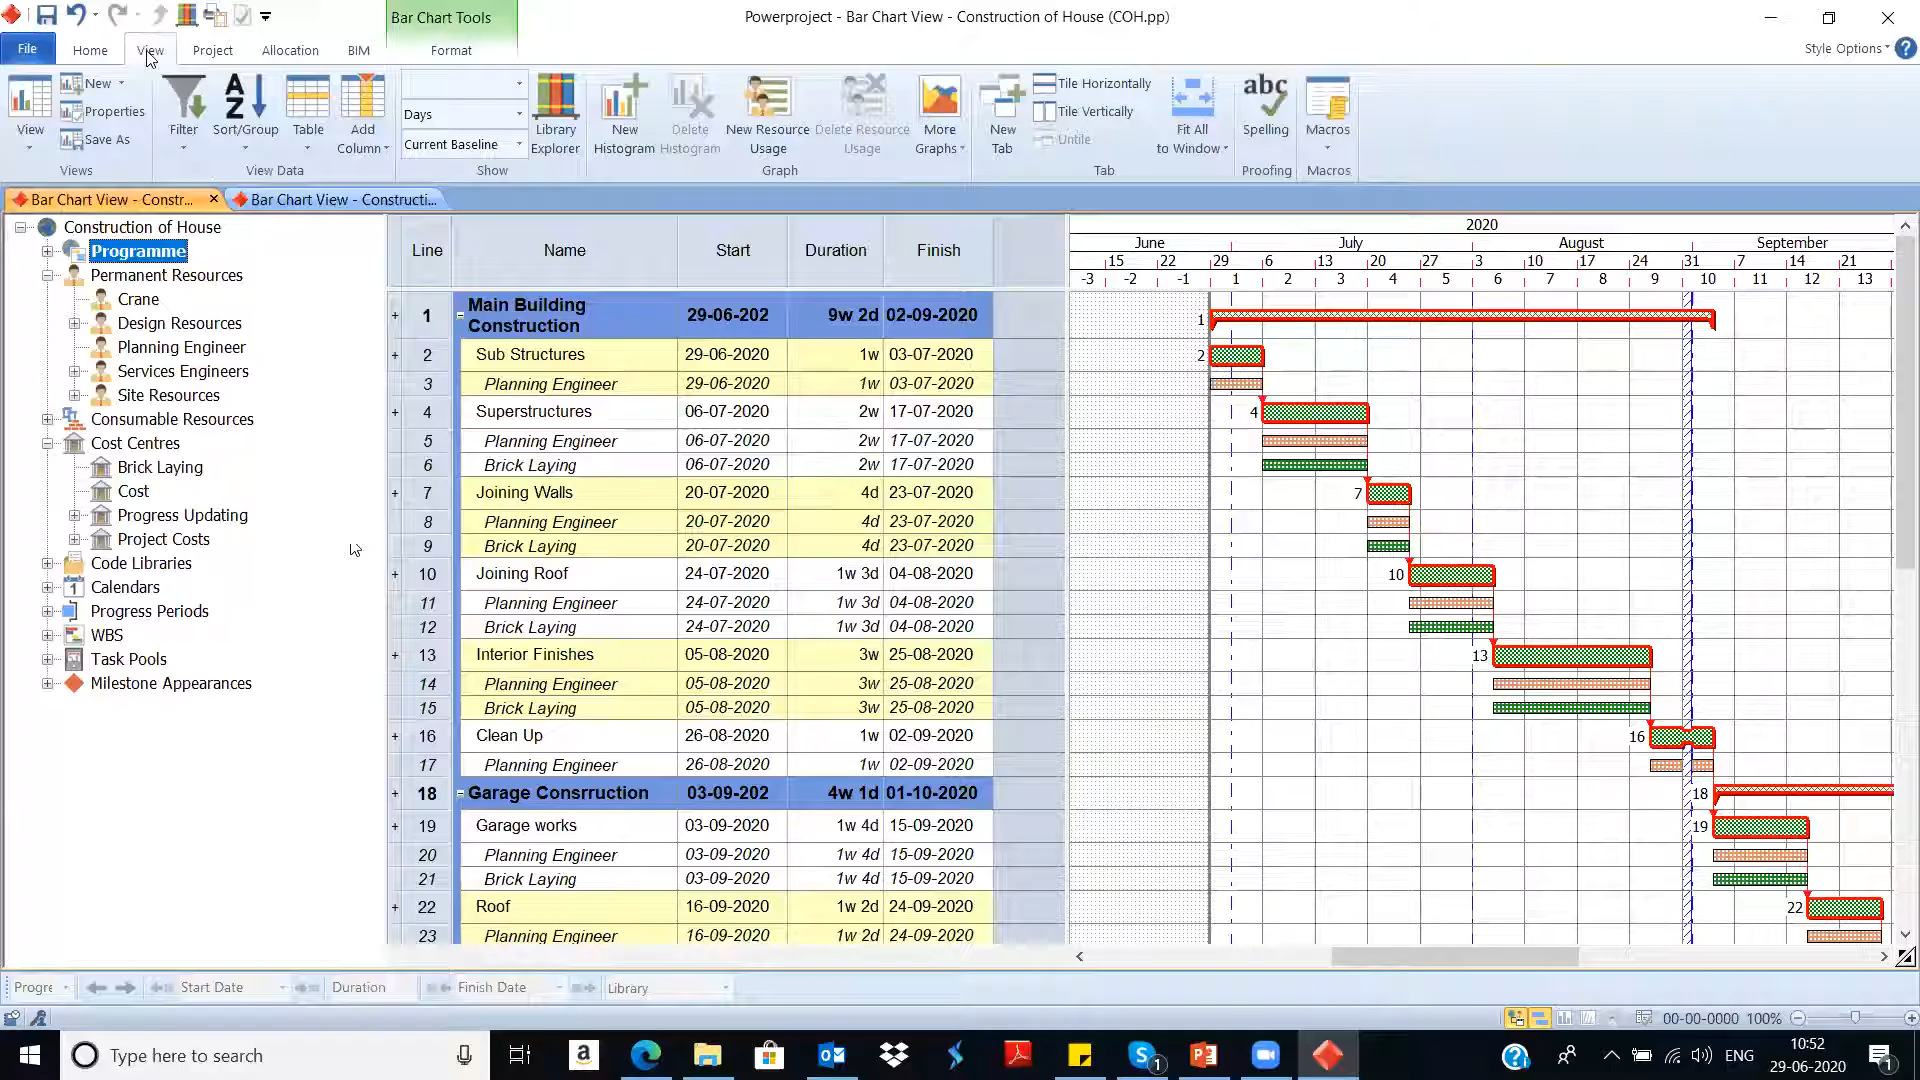 Bar Chart Tools
Powerproject - Bar Chart View - Construction of House (COH.pp)
File Home View Project Allocation BIM Format Style Options
New
Properties
Save As
View
Views
Filter
Sort/Group
Table
Add
Column
View Data
Days
Current Baseline
Show
Library
Explorer
New
Histogram
Delete
Histogram
New Resource
Usage
Delete Resource
Usage
More
Graphs
Graph
New
Tab
Tile Horizontally
Tile Vertically
Untile
Fit All
to Window
Tab
abc
Spelling
Proofing
Macros
Macros
Bar Chart View - Constr... Bar Chart View - Constructi...
Construction of House
Programme
Permanent Resources
Crane
Design Resources
Planning Engineer
Services Engineers
Site Resources
Consumable Resources
Cost Centres
Brick Laying
Cost
Progress Updating
Project Costs
Code Libraries
Calendars
Progress Periods
WBS
Task Pools
Milestone Appearances
Line Name Start Duration Finish
1 Main Building Construction 29-06-202 9w 2d 02-09-2020
2 Sub Structures 29-06-2020 1w 03-07-2020
3 Planning Engineer 29-06-2020 1w 03-07-2020
4 Superstructures 06-07-2020 2w 17-07-2020
5 Planning Engineer 06-07-2020 2w 17-07-2020
6 Brick Laying 06-07-2020 2w 17-07-2020
7 Joining Walls 20-07-2020 4d 23-07-2020
8 Planning Engineer 20-07-2020 4d 23-07-2020
9 Brick Laying 20-07-2020 4d 23-07-2020
10 Joining Roof 24-07-2020 1w 3d 04-08-2020
11 Planning Engineer 24-07-2020 1w 3d 04-08-2020
12 Brick Laying 24-07-2020 1w 3d 04-08-2020
13 Interior Finishes 05-08-2020 3w 25-08-2020
14 Planning Engineer 05-08-2020 3w 25-08-2020
15 Brick Laying 05-08-2020 3w 25-08-2020
16 Clean Up 26-08-2020 1w 02-09-2020
17 Planning Engineer 26-08-2020 1w 02-09-2020
18 Garage Consrruction 03-09-202 4w 1d 01-10-2020
19 Garage works 03-09-2020 1w 4d 15-09-2020
20 Planning Engineer 03-09-2020 1w 4d 15-09-2020
21 Brick Laying 03-09-2020 1w 4d 15-09-2020
22 Roof 16-09-2020 1w 2d 24-09-2020
23 Planning Engineer 16-09-2020 1w 2d 24-09-2020
2020
June July August September
15 22 29 6 13 20 27 3 10 17 24 31 7 14 21
-3 -2 -1 1 2 3 4 5 6 7 8 9 10 11 12 13
1
2
4
7
10
13
16
18
19
22
Progre Start Date Duration Finish Date Library
00-00-0000 100%
Type here to search
ENG
10:52
29-06-2020
1
1